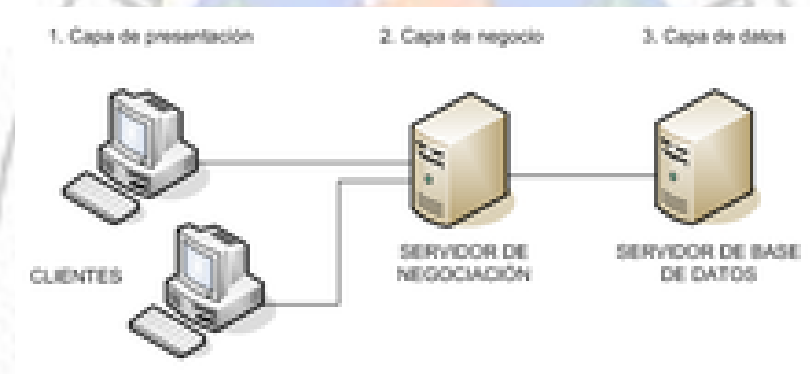 1. Capa de presentación
2. Capa de negocio
3. Capa de datos
CLIENTES
SERVIDOR DE
NEGOCIACIÓN
SERVIDOR DE BASE
DE DATOS